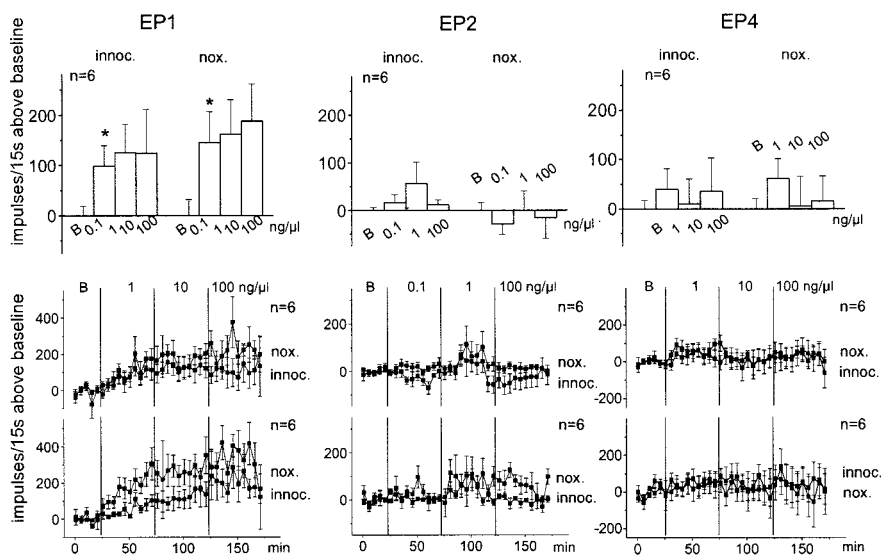 EP1 EP2 EP4
innoc. nox. innoc. nox. innoc. nox.
impulses/15s above baseline
n=6 n=6 n=6
200
100
0
100
0
-100
100
0
B 0.1 1 10 100 B 0.1 1 10 100 ng/µl
B 0.1 1 100 B 0.1 1 100 ng/µl
B 1 10 100 B 1 10 100 ng/µl
impulses/15s above baseline
B 1 10 100 ng/µl
n=6
400
200
0
nox.
innoc.
B 0.1 1 100 ng/µl
n=6
200
0
nox.
innoc.
B 1 10 100 ng/µl
n=6
200
0
-200
nox.
innoc.
n=6
400
200
0
nox.
innoc.
0 50 100 150 min
n=6
200
0
nox.
innoc.
0 50 100 150 min
n=6
200
0
-200
innoc.
nox.
0 50 100 150 min